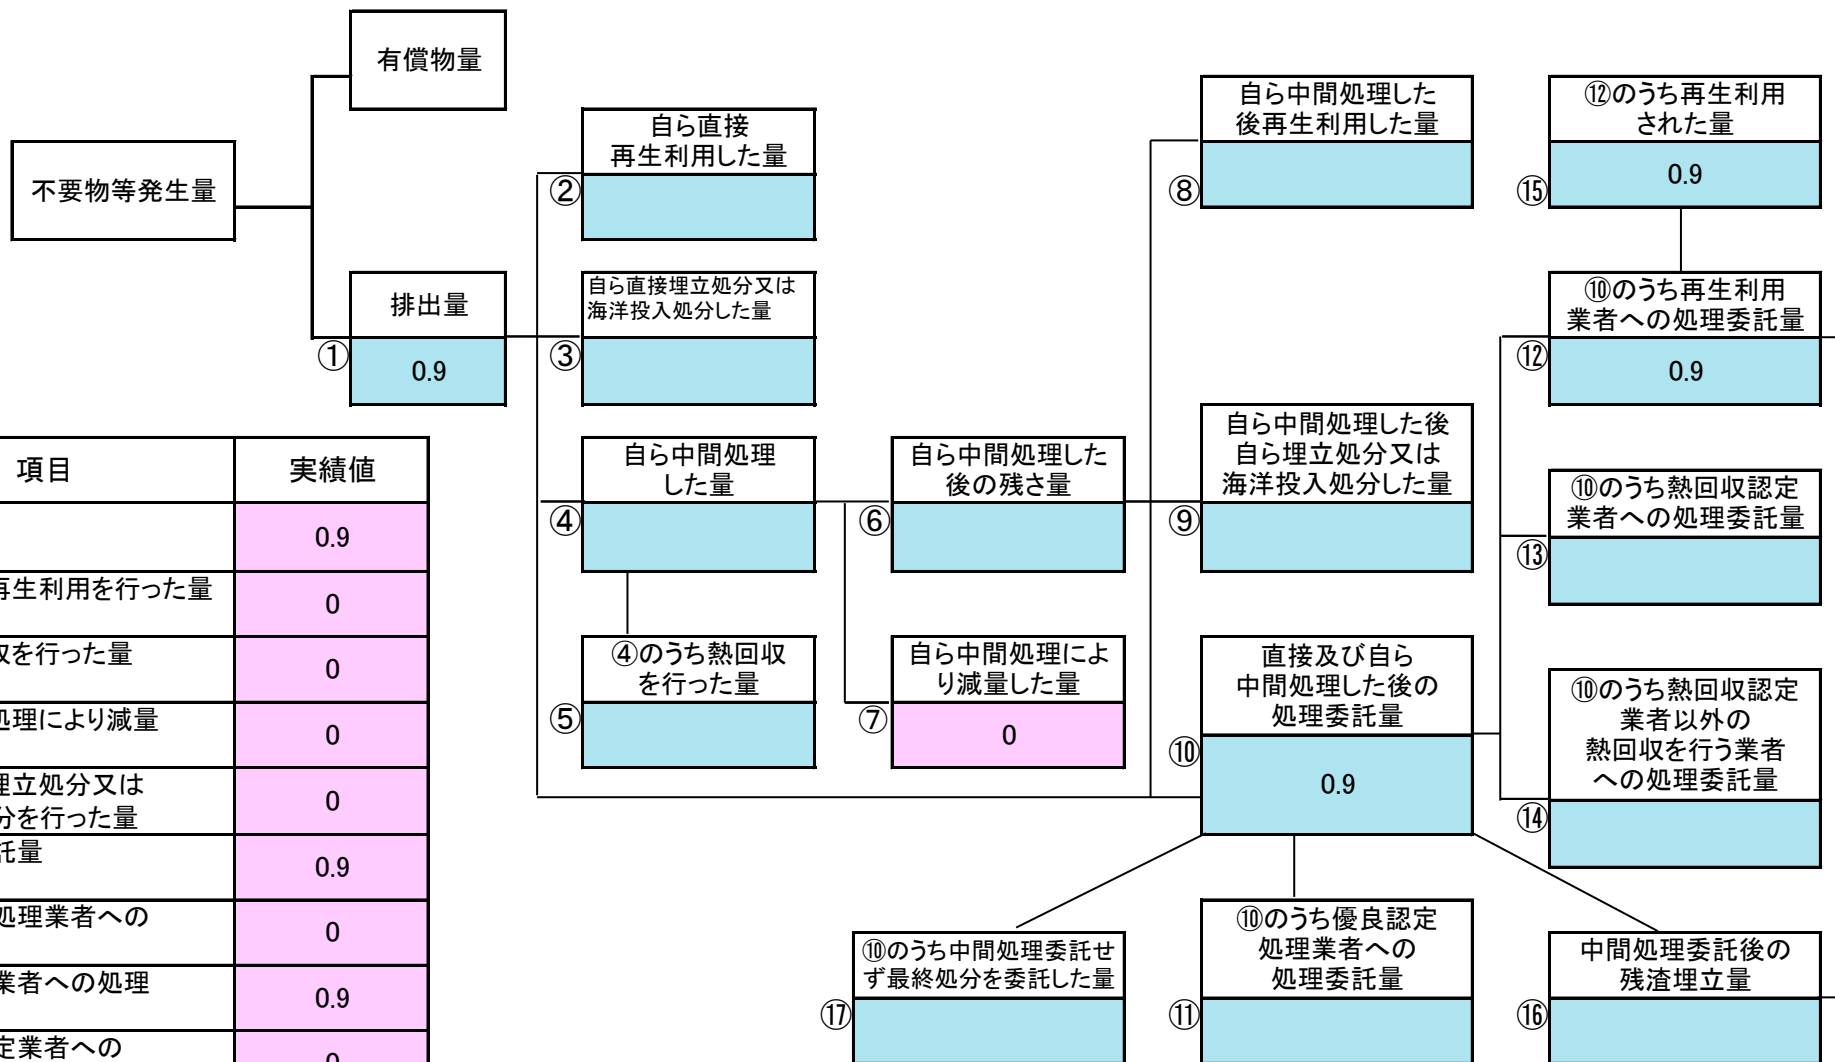 有償物量
不要物等発生量
排出量
①
0.9
自ら直接
再生利用した量
②
自ら直接埋立処分又は
海洋投入処分した量
③
自ら中間処理
した量
④
④のうち熱回収
を行った量
⑤
自ら中間処理した
後の残さ量
⑥
自ら中間処理によ
り減量した量
⑦
0
自ら中間処理した
後再生利用した量
⑧
自ら中間処理した後
自ら埋立処分又は
海洋投入処分した量
⑨
直接及び自ら
中間処理した後の
処理委託量
⑩
0.9
⑫のうち再生利用
された量
⑮
0.9
⑩のうち再生利用
業者への処理委託量
⑫
0.9
⑩のうち熱回収認定
業者への処理委託量
⑬
⑩のうち熱回収認定
業者以外の
熱回収を行う業者
への処理委託量
⑭
⑩のうち中間処理委託せ
ず最終処分を委託した量
⑰
⑩のうち優良認定
処理業者への
処理委託量
⑪
中間処理委託後の
残渣埋立量
⑯
項目 実績値
0.9
再生利用を行った量 0
を行った量 0
処理により減量 0
埋立処分又は
分を行った量 0
託量 0.9
処理業者への 0
業者への処理 0.9
定業者への 0